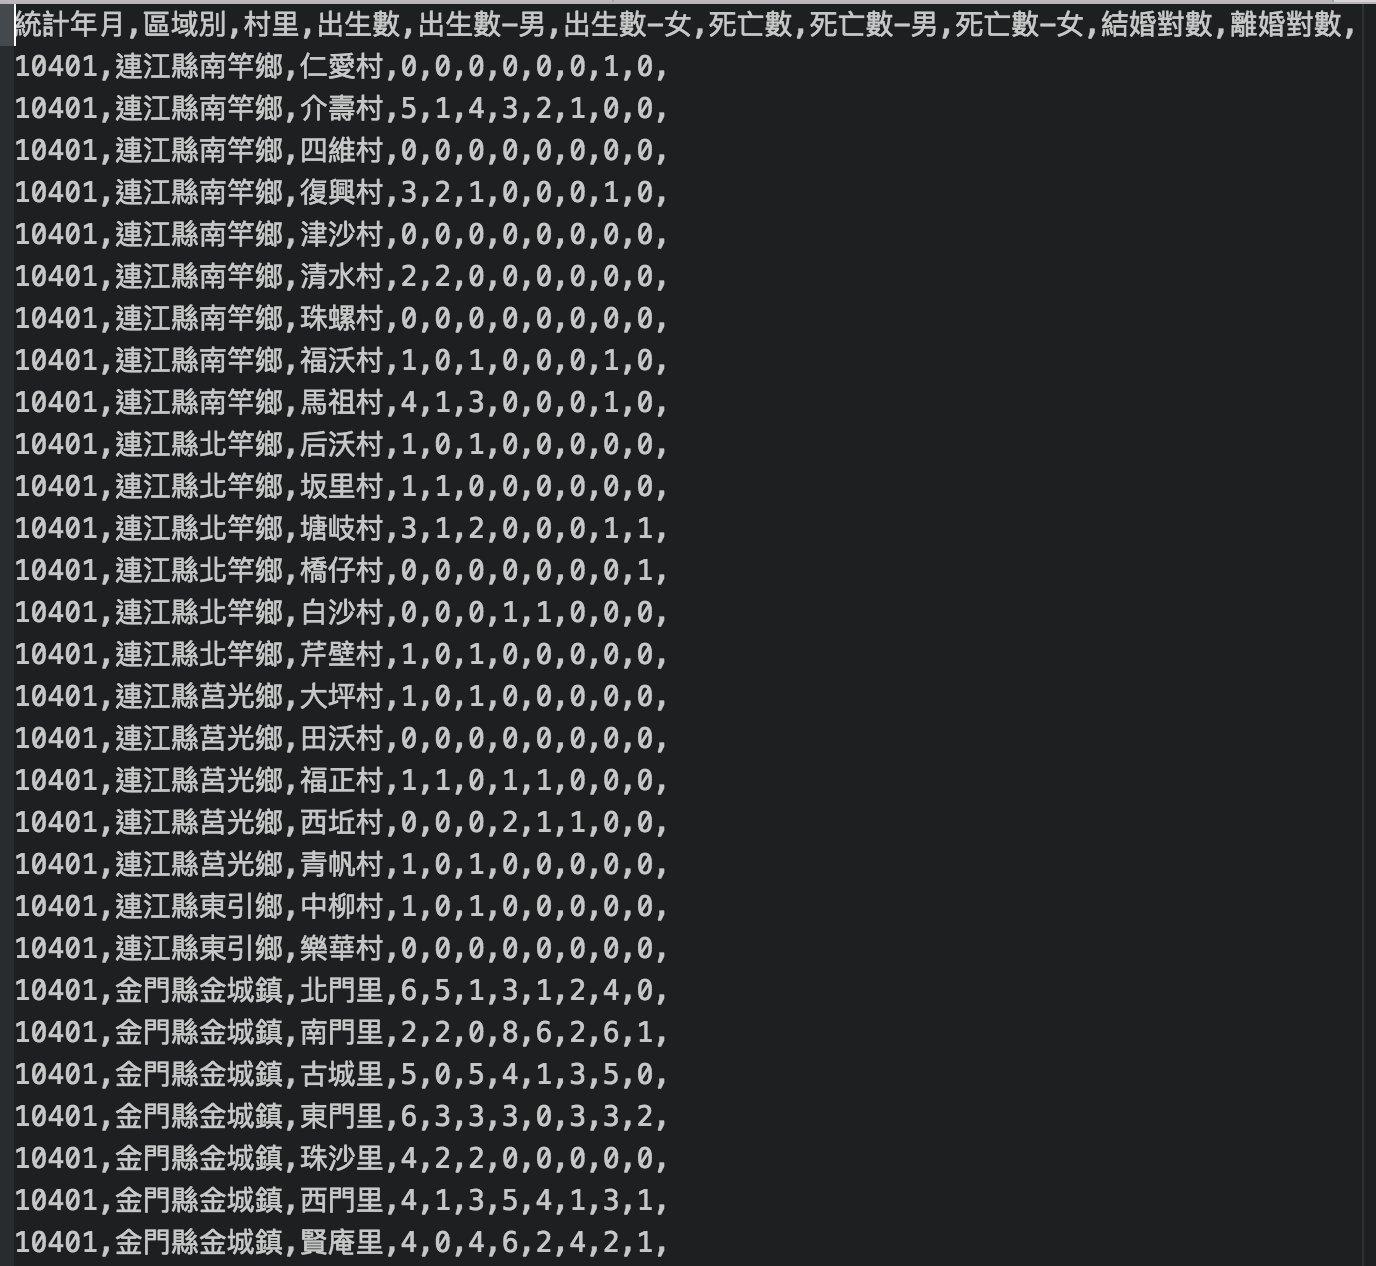 統計年月,區域別,村里,出生數,出生數-男,出生數-女,死亡數,死亡數-男,死亡數-女,結婚對數,離婚對數,
10401,連江縣南竿鄉,仁愛村,0,0,0,0,0,0,1,0,
10401,連江縣南竿鄉,介壽村,5,1,4,3,2,1,0,0,
10401,連江縣南竿鄉,四維村,0,0,0,0,0,0,0,0,
10401,連江縣南竿鄉,復興村,3,2,1,0,0,0,1,0,
10401,連江縣南竿鄉,津沙村,0,0,0,0,0,0,0,0,
10401,連江縣南竿鄉,清水村,2,2,0,0,0,0,0,0,
10401,連江縣南竿鄉,珠螺村,0,0,0,0,0,0,0,0,
10401,連江縣南竿鄉,福沃村,1,0,1,0,0,0,1,0,
10401,連江縣南竿鄉,馬祖村,4,1,3,0,0,0,1,0,
10401,連江縣北竿鄉,后沃村,1,0,1,0,0,0,0,0,
10401,連江縣北竿鄉,坂里村,1,1,0,0,0,0,0,0,
10401,連江縣北竿鄉,塘岐村,3,1,2,0,0,0,1,1,
10401,連江縣北竿鄉,橋仔村,0,0,0,0,0,0,0,1,
10401,連江縣北竿鄉,白沙村,0,0,0,1,1,0,0,0,
10401,連江縣北竿鄉,芹壁村,1,0,1,0,0,0,0,0,
10401,連江縣莒光鄉,大坪村,1,0,1,0,0,0,0,0,
10401,連江縣莒光鄉,田沃村,0,0,0,0,0,0,0,0,
10401,連江縣莒光鄉,福正村,1,1,0,1,1,0,0,0,
10401,連江縣莒光鄉,西坵村,0,0,0,2,1,1,0,0,
10401,連江縣莒光鄉,青帆村,1,0,1,0,0,0,0,0,
10401,連江縣東引鄉,中柳村,1,0,1,0,0,0,0,0,
10401,連江縣東引鄉,樂華村,0,0,0,0,0,0,0,0,
10401,金門縣金城鎮,北門里,6,5,1,3,1,2,4,0,
10401,金門縣金城鎮,南門里,2,2,0,8,6,2,6,1,
10401,金門縣金城鎮,古城里,5,0,5,4,1,3,5,0,
10401,金門縣金城鎮,東門里,6,3,3,3,0,3,3,2,
10401,金門縣金城鎮,珠沙里,4,2,2,0,0,0,0,0,
10401,金門縣金城鎮,西門里,4,1,3,5,4,1,3,1,
10401,金門縣金城鎮,賢庵里,4,0,4,6,2,4,2,1,